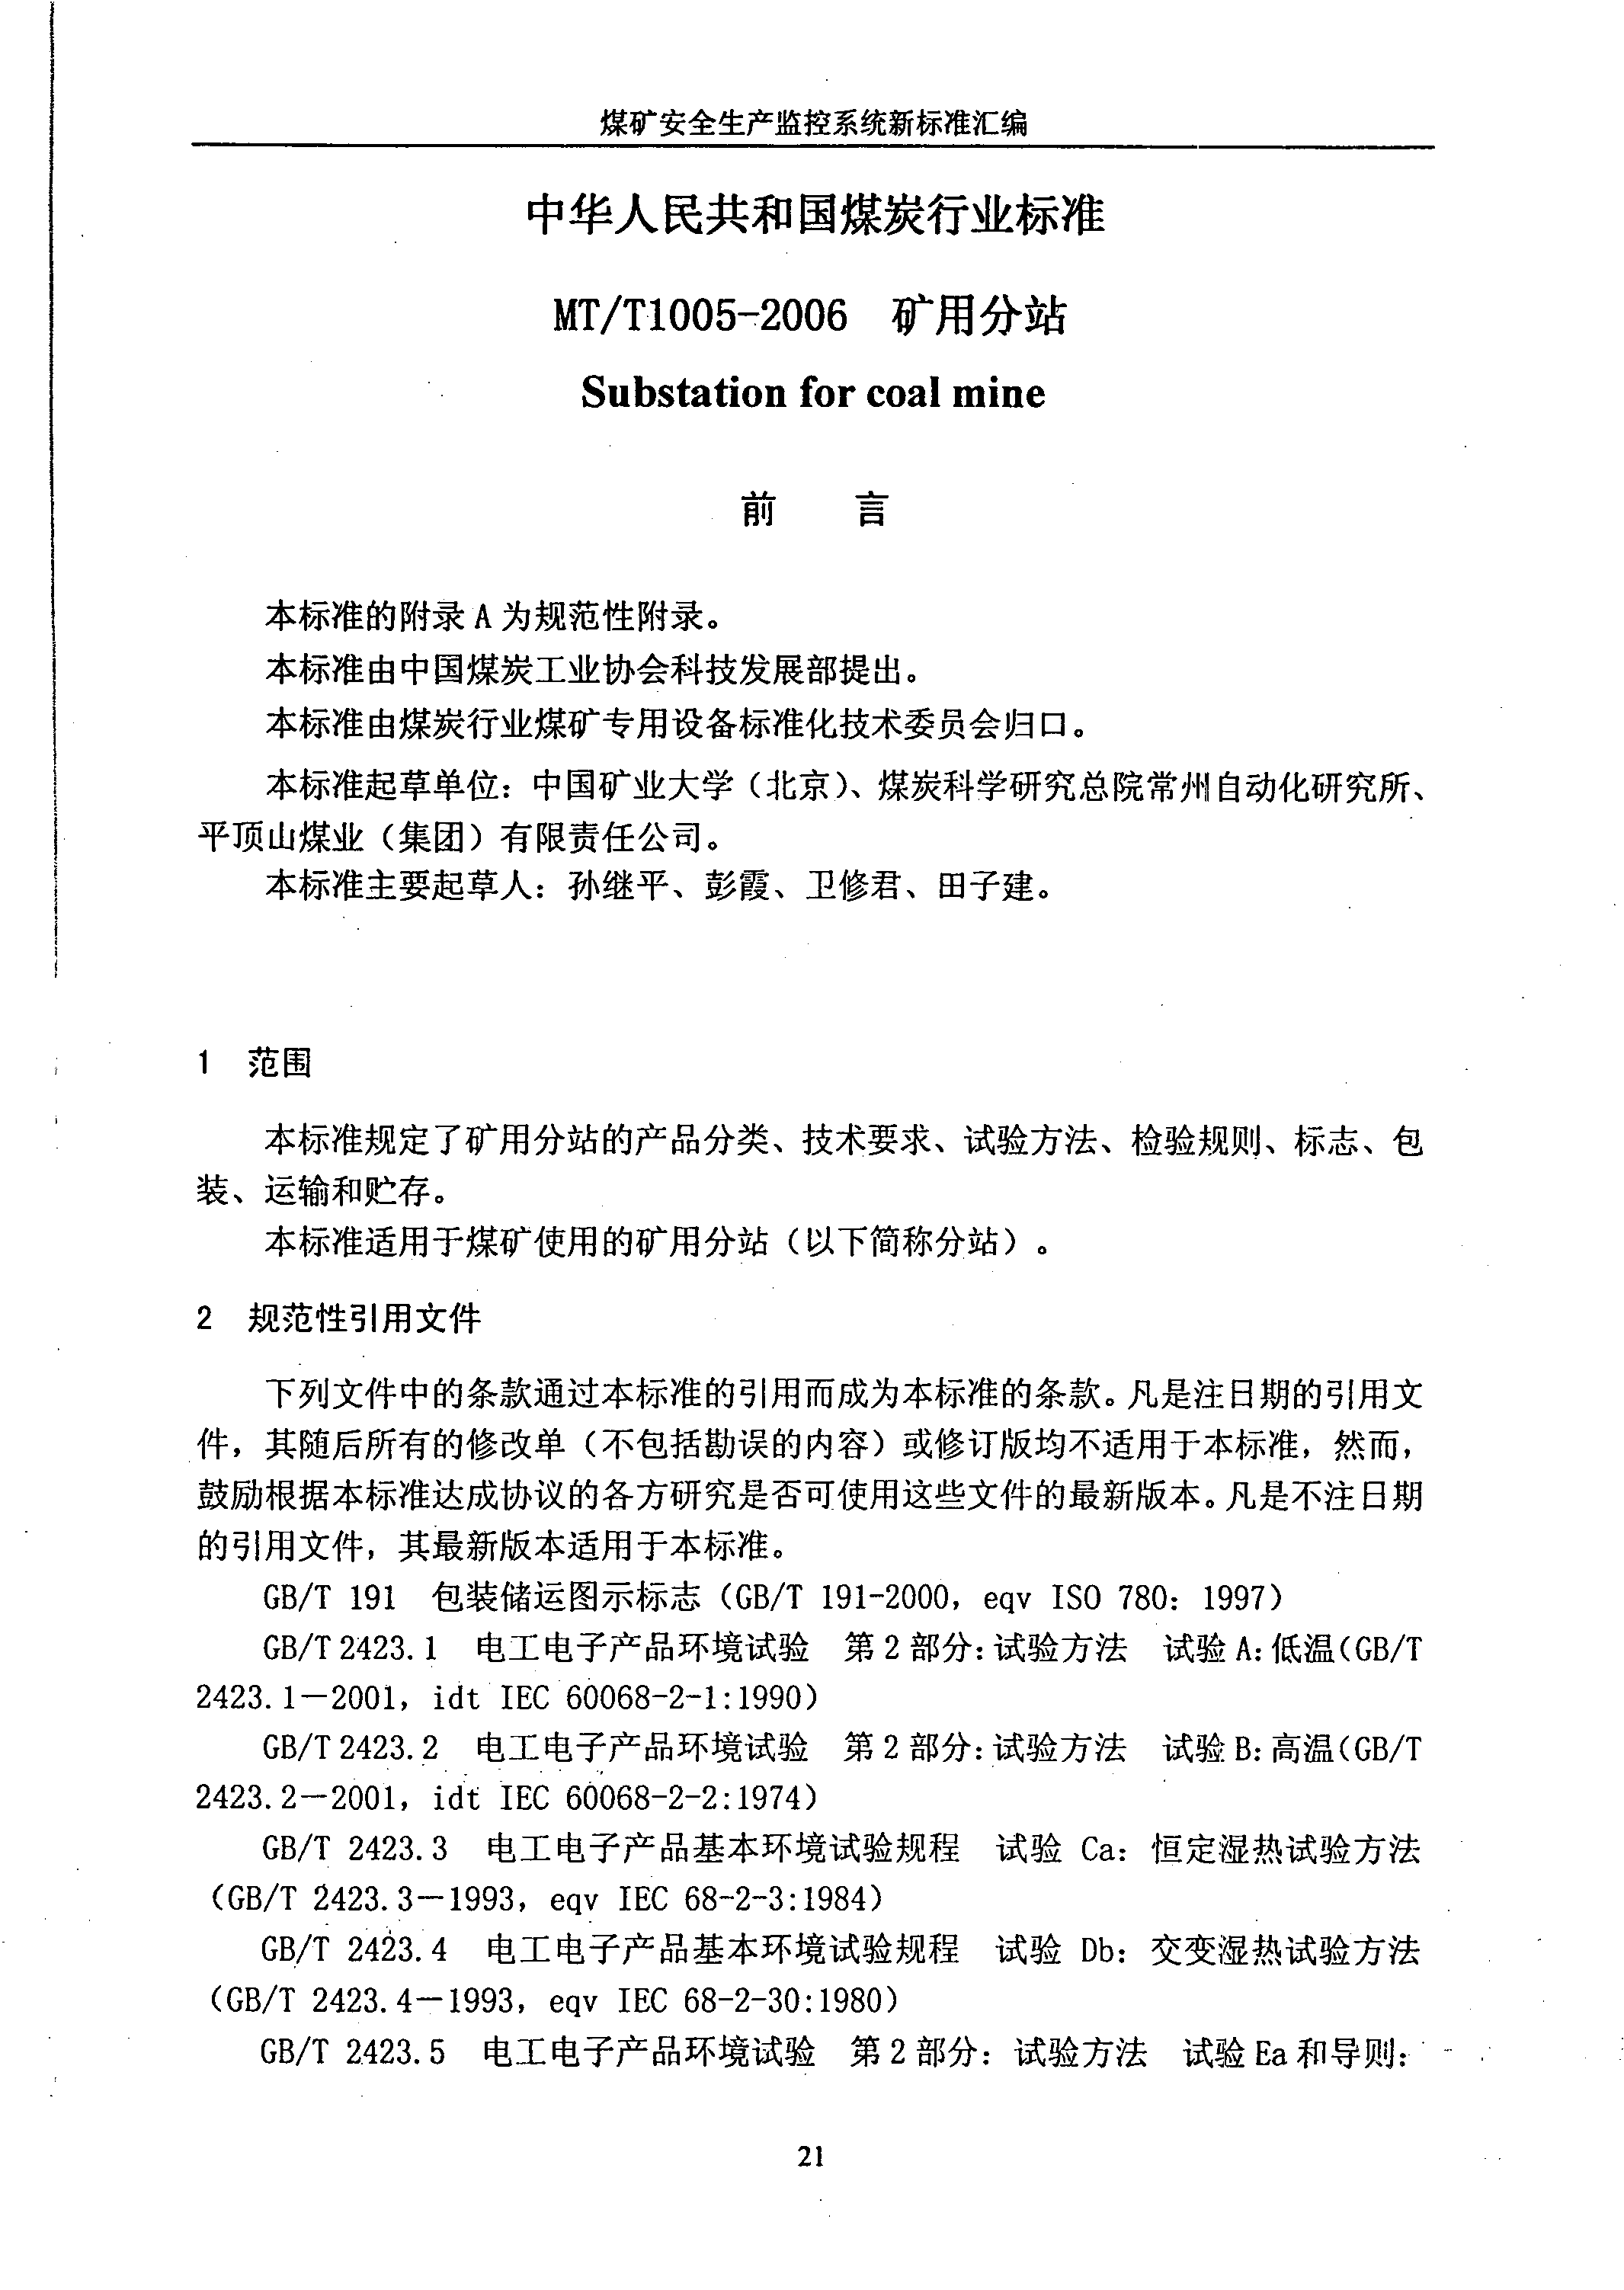 煤矿安全生产监控系统新标准汇编
中华人民共和国煤炭行业标准
MT/T1005-2006 矿用分站
Substation for coal mine
前 言
本标准的附录 A 为规范性附录。
本标准由中国煤炭工业协会科技发展部提出。
本标准由煤炭行业煤矿专用设备标准化技术委员会归口。
本标准起草单位：中国矿业大学（北京）、煤炭科学研究总院常州自动化研究所、
平顶山煤业（集团）有限责任公司。
本标准主要起草人：孙继平、彭霞、卫修君、田子建。
1 范围
本标准规定了矿用分站的产品分类、技术要求、试验方法、检验规则、标志、包
装、运输和贮存。
本标准适用于煤矿使用的矿用分站（以下简称分站）。
2 规范性引用文件
下列文件中的条款通过本标准的引用而成为本标准的条款。凡是注日期的引用文
件，其随后所有的修改单（不包括勘误的内容）或修订版均不适用于本标准，然而，
鼓励根据本标准达成协议的各方研究是否可使用这些文件的最新版本。凡是不注日期
的引用文件，其最新版本适用于本标准。
GB/T 191 包装储运图示标志（GB/T 191-2000，eqv ISO 780：1997）
GB/T 2423.1 电工电子产品环境试验 第 2 部分:试验方法 试验 A:低温(GB/T
2423.1—2001，idt IEC 60068-2-1:1990）
GB/T 2423.2 电工电子产品环境试验 第 2 部分:试验方法 试验 B:高温(GB/T
2423.2—2001，idt IEC 60068-2-2:1974）
GB/T 2423.3 电工电子产品基本环境试验规程 试验 Ca：恒定湿热试验方法
（GB/T 2423.3—1993，eqv IEC 68-2-3:1984）
GB/T 2423.4 电工电子产品基本环境试验规程 试验 Db：交变湿热试验方法
（GB/T 2423.4—1993，eqv IEC 68-2-30:1980）
GB/T 2423.5 电工电子产品环境试验 第 2 部分：试验方法 试验 Ea 和导则：
21